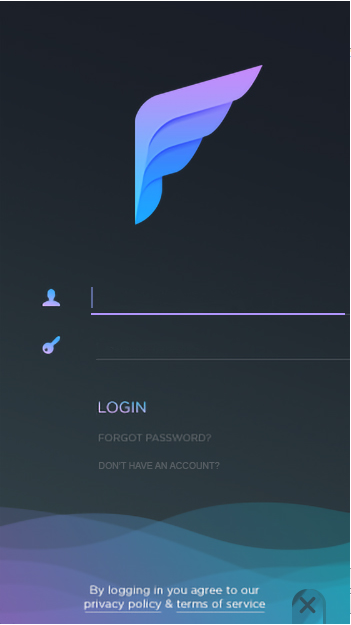 LOGIN
FORGOT PASSWORD?
DON'T HAVE AN ACCOUNT?
By logging in you agree to our
privacy policy & terms of service